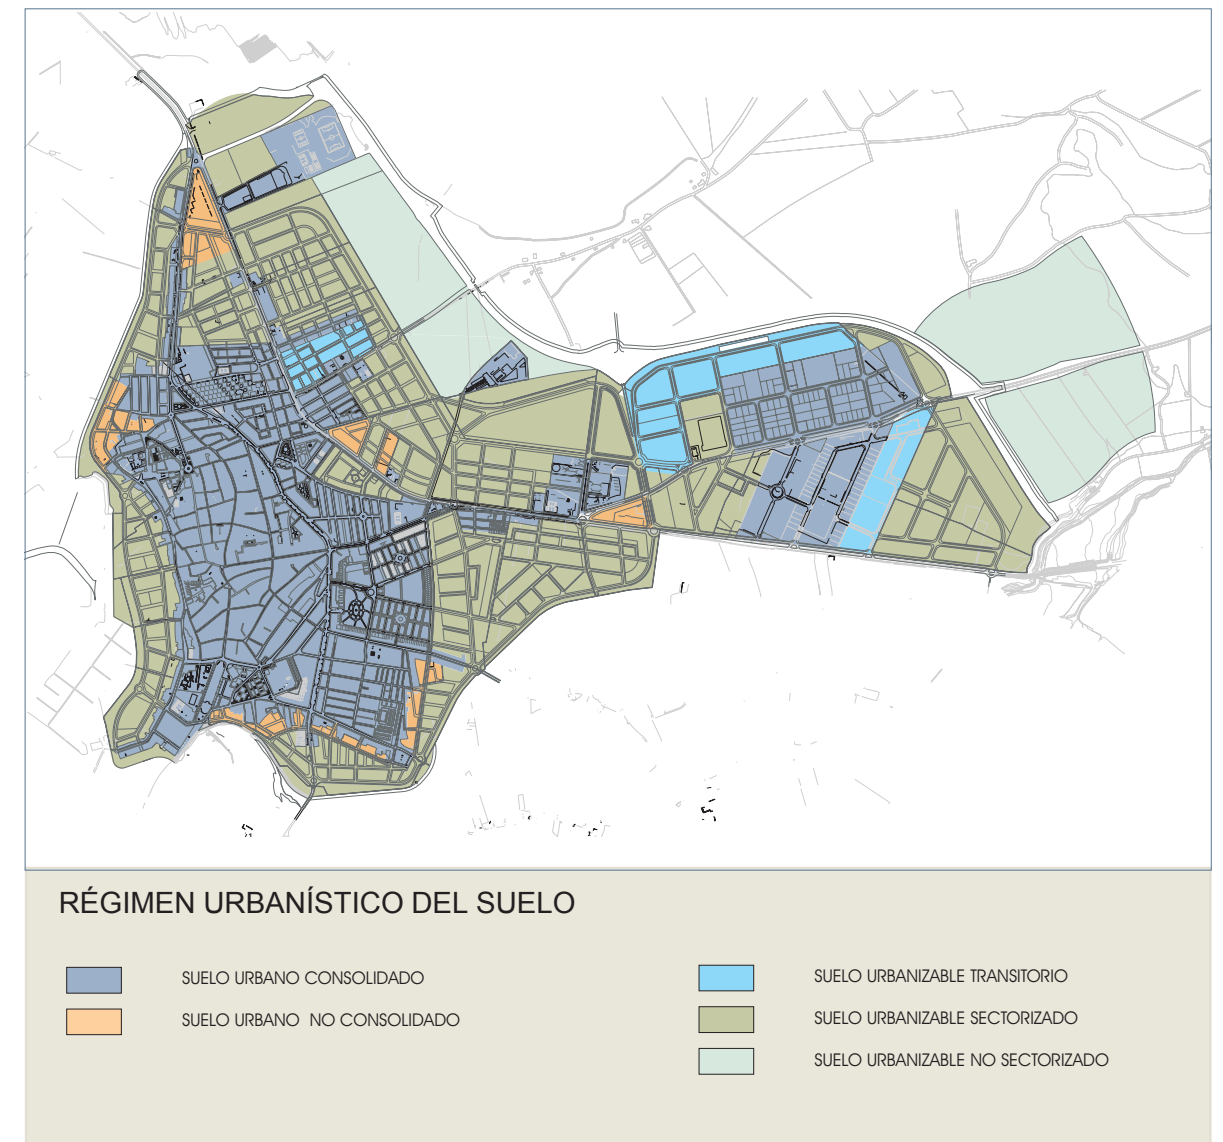 RÉGIMEN URBANÍSTICO DEL SUELO
SUELO URBANO CONSOLIDADO
SUELO URBANO NO CONSOLIDADO
SUELO URBANIZABLE TRANSITORIO
SUELO URBANIZABLE SECTORIZADO
SUELO URBANIZABLE NO SECTORIZADO